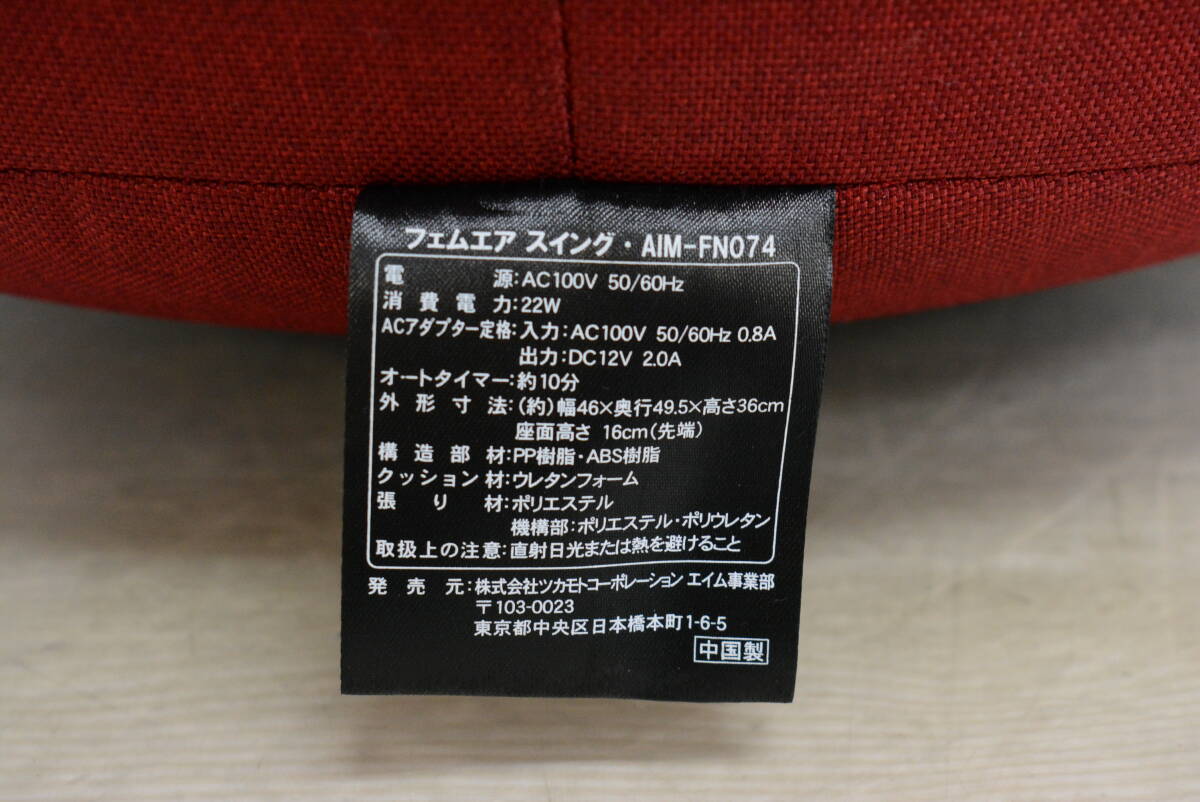 フェムエア スイング・AIM-FN074
電源:AC100V 50/60Hz
消費電力:22W
ACアダプター定格:入力:AC100V 50/60Hz 0.8A
出力:DC12V 2.0A
オートタイマー:約10分
外形寸法:(約)幅46×奥行49.5×高さ36cm
座面高さ 16cm(先端)
構造部材:PP樹脂・ABS樹脂
クッション材:ウレタンフォーム
張り材:ポリエステル
機構部:ポリエステル・ポリウレタン
取扱上の注意:直射日光または熱を避けること
発売元:株式会社ツカモトコーポレーション エイム事業部
〒103-0023
東京都中央区日本橋本町1-6-5
中国製